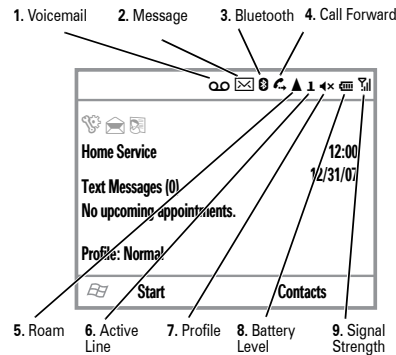 1. Voicemail
2. Message
3. Bluetooth
4. Call Forward
1
Home Service
12:00
12/31/07
Text Messages (0)
No upcoming appointments.
Profile: Normal
Start
Contacts
5. Roam
6. Active
Line
7. Profile
8. Battery
Level
9. Signal
Strength